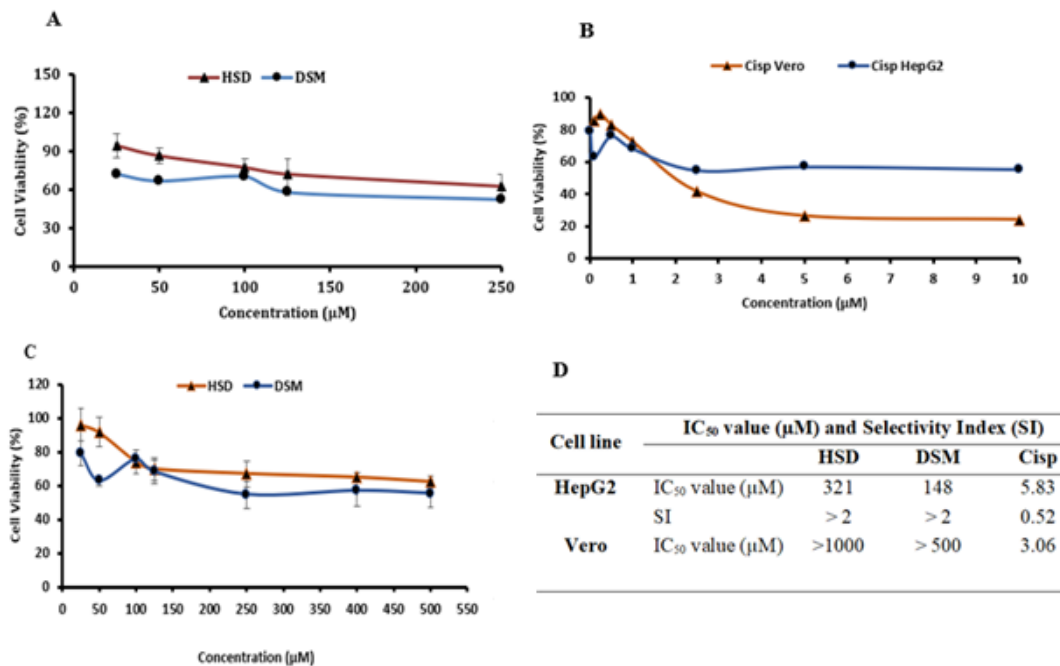 A
HSD DSM
150
120
90
60
30
0
Cell Viability (%)
0 50 100 150 200 250
Concentration (µM)
B
Cisp Vero Cisp HepG2
100
80
60
40
20
0
Cell Viability (%)
0 1 2 3 4 5 6 7 8 9 10
Concentration (µM)
C
HSD DSM
120
100
80
60
40
20
0
Cell Viability (%)
0 50 100 150 200 250 300 350 400 450 500 550
Concentration (µM)
D
Cell line IC₅₀ value (µM) and Selectivity Index (SI)
HSD DSM Cisp
HepG2 IC₅₀ value (µM) 321 148 5.83
SI > 2 > 2 0.52
Vero IC₅₀ value (µM) >1000 > 500 3.06